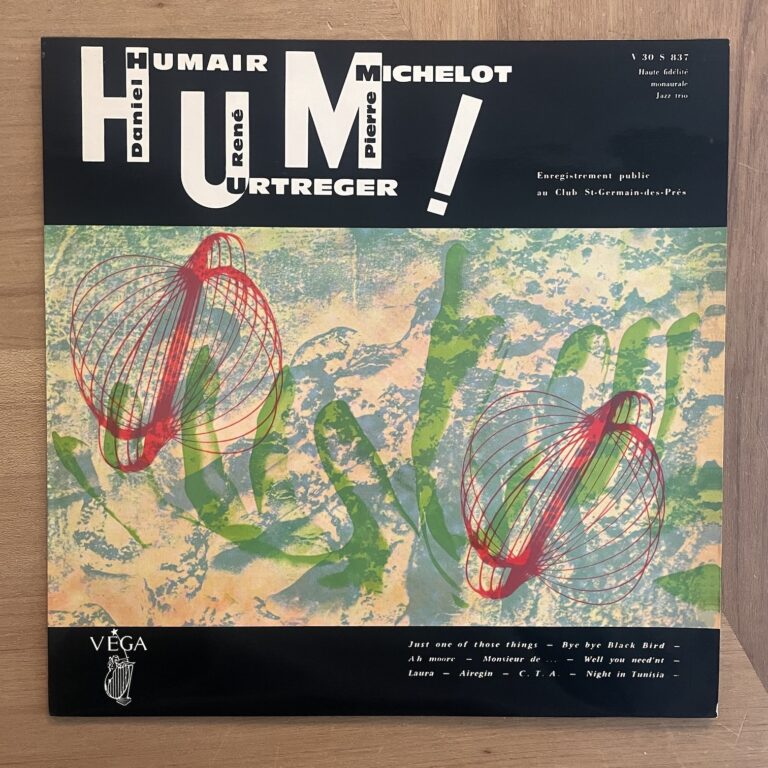 HUM!
Daniel HUMAIR
René URTREGER
Pierre MICHELOT
V 30 S 837
Haute fidélité
monaurale
Jazz trio
Enregistrement public
au Club St-Germain-des-Prés
VÉGA
Just one of those things — Bye bye Black Bird —
Ah moore — Monsieur de ... — Well you need'nt —
Laura — Airegin — C. T. A. — Night in Tunisia —